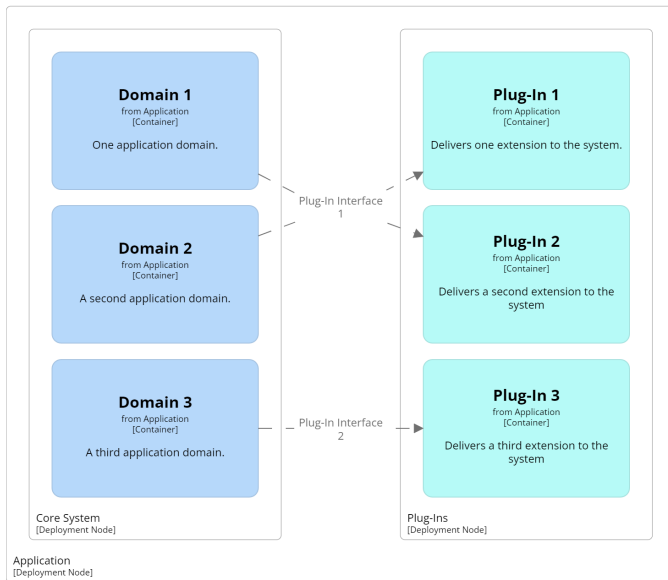 Domain 1
from Application
[Container]
One application domain.
Plug-In 1
from Application
[Container]
Delivers one extension to the system.
Plug-In Interface
1
Domain 2
from Application
[Container]
A second application domain.
Plug-In 2
from Application
[Container]
Delivers a second extension to the
system
Domain 3
from Application
[Container]
A third application domain.
Plug-In Interface
2
Plug-In 3
from Application
[Container]
Delivers a third extension to the
system
Core System
[Deployment Node]
Plug-Ins
[Deployment Node]
Application
[Deployment Node]